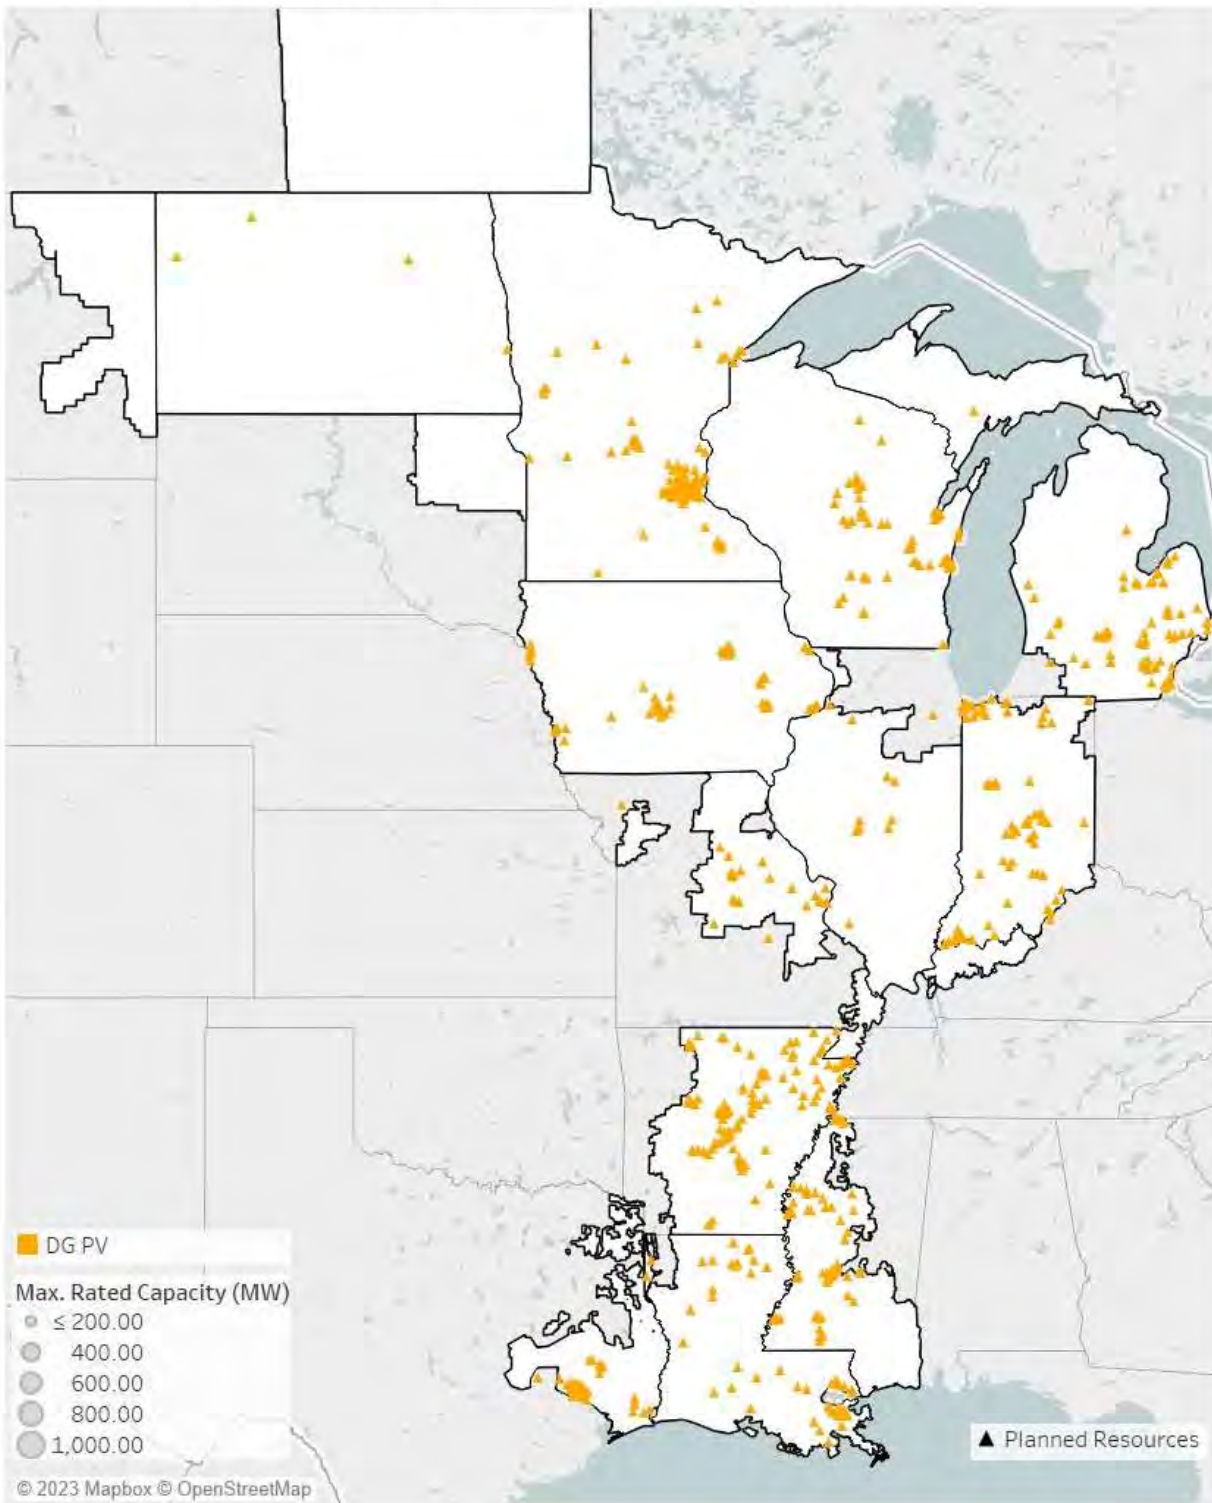 DG PV
Max. Rated Capacity (MW)
≤ 200.00
400.00
600.00
800.00
1,000.00
© 2023 Mapbox © OpenStreetMap
▲ Planned Resources